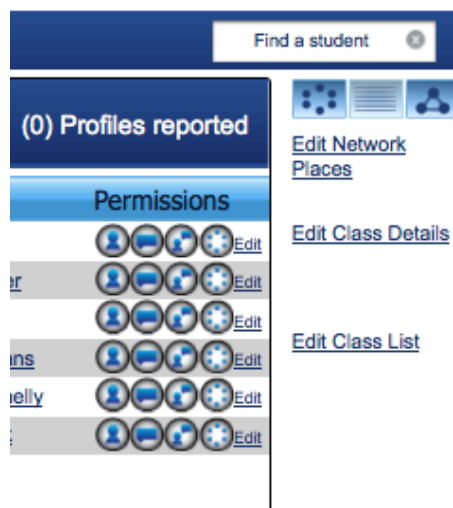 Find a student
(0) Profiles reported
Edit Network
Places
Permissions
Edit
Edit Class Details
er
Edit
Edit
Edit Class List
ns
Edit
nelly
Edit
Edit